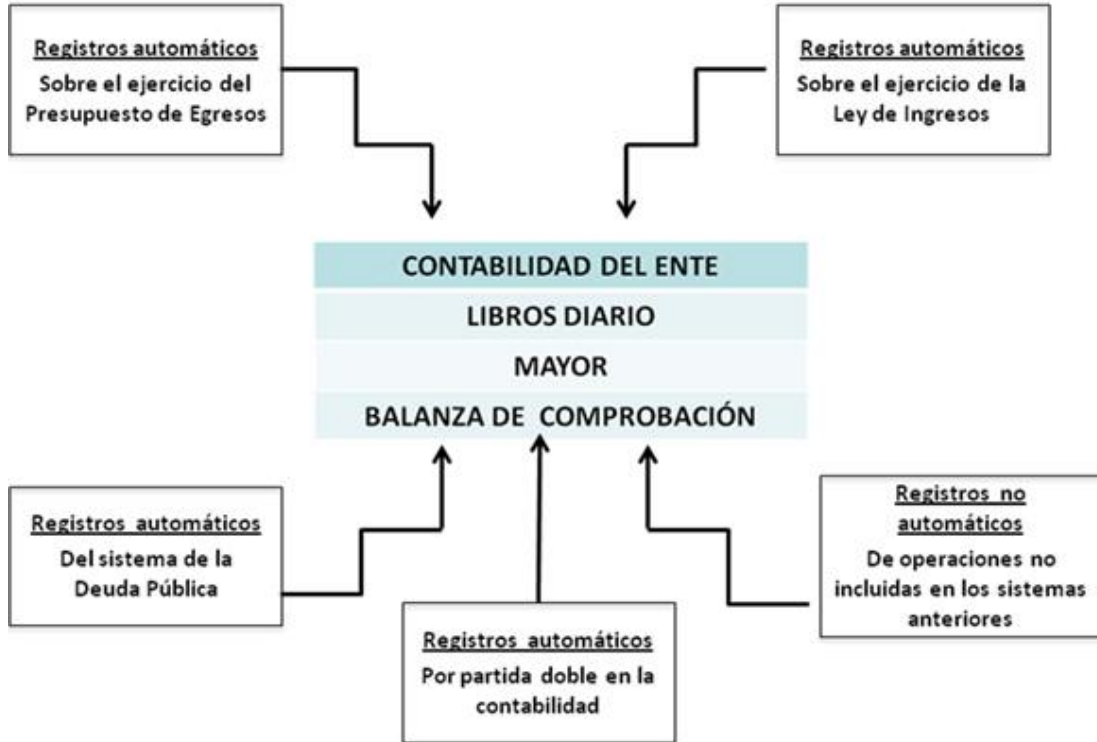 Registros automáticos
Sobre el ejercicio del
Presupuesto de Egresos
Registros automáticos
Sobre el ejercicio de la
Ley de Ingresos
CONTABILIDAD DEL ENTE
LIBROS DIARIO
MAYOR
BALANZA DE COMPROBACIÓN
Registros automáticos
Del sistema de la
Deuda Pública
Registros automáticos
Por partida doble en la
contabilidad
Registros no
automáticos
De operaciones no
incluidas en los sistemas
anteriores